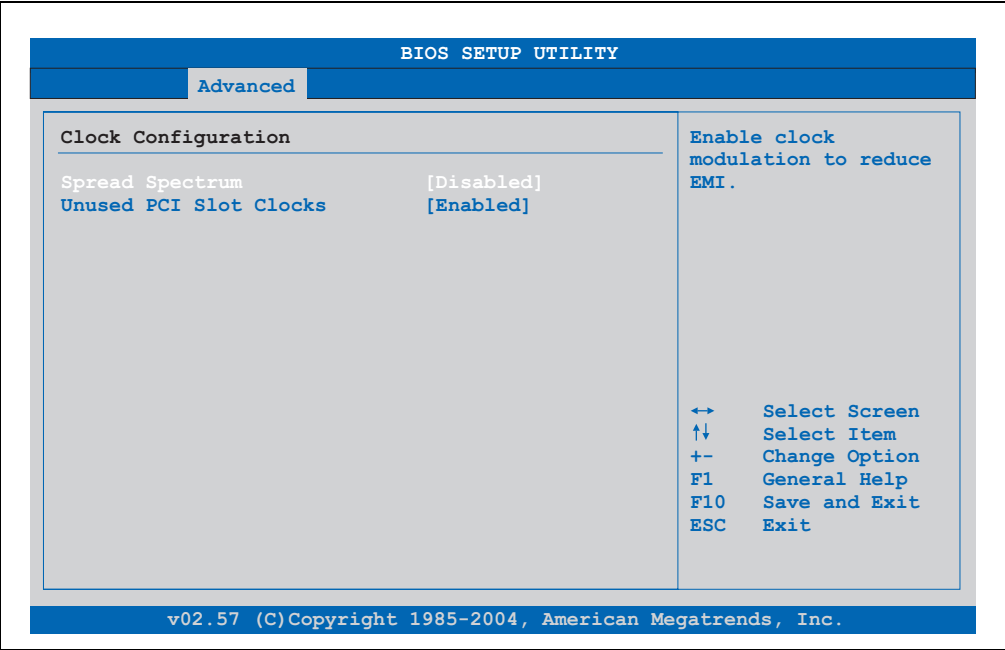 BIOS SETUP UTILITY
Advanced
Clock Configuration
Spread Spectrum [Disabled]
Unused PCI Slot Clocks [Enabled]
Enable clock
modulation to reduce
EMI.
↔ Select Screen
↑↓ Select Item
+- Change Option
F1 General Help
F10 Save and Exit
ESC Exit
v02.57 (C)Copyright 1985-2004, American Megatrends, Inc.